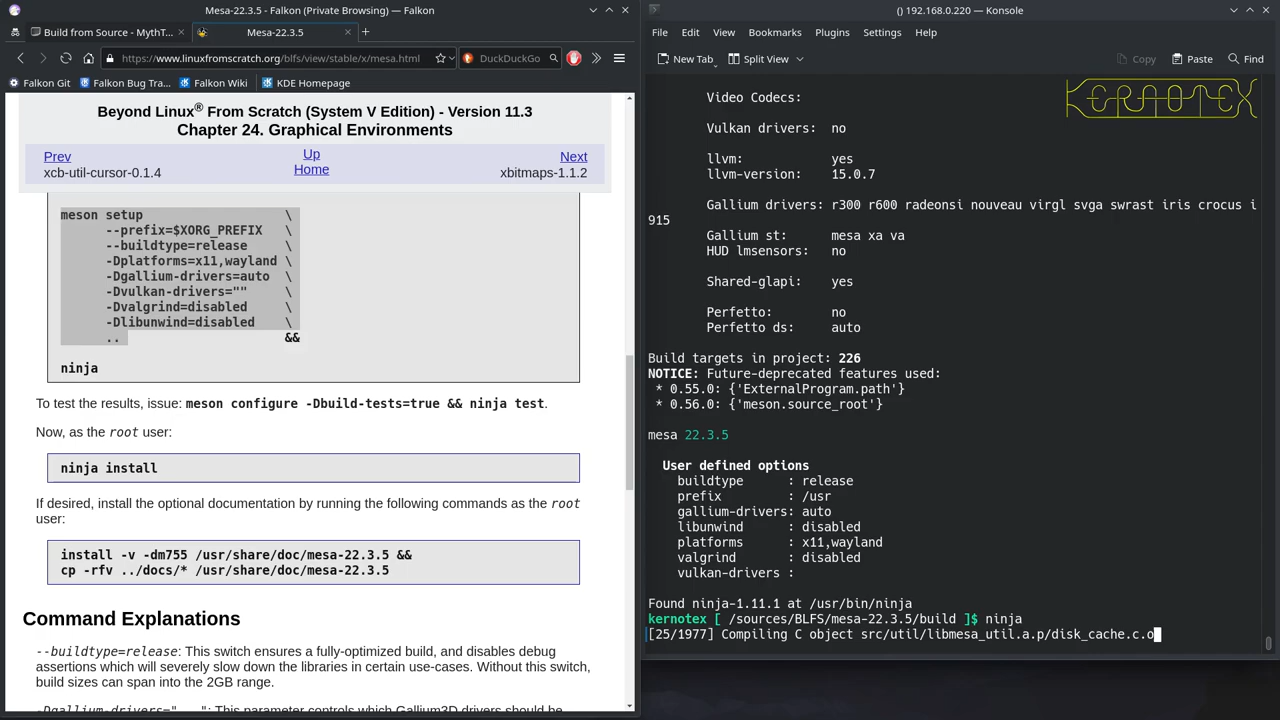 Mesa-22.3.5 - Falkon (Private Browsing) — Falkon
Build from Source - MythT...
Mesa-22.3.5
https://www.linuxfromscratch.org/blfs/view/stable/x/mesa.html
DuckDuckGo
Falkon Git
Falkon Bug Tra...
Falkon Wiki
KDE Homepage
Beyond Linux® From Scratch (System V Edition) - Version 11.3
Chapter 24. Graphical Environments
Prev
Up
Next
xcb-util-cursor-0.1.4
Home
xbitmaps-1.1.2
meson setup \
--prefix=$XORG_PREFIX \
--buildtype=release \
-Dplatforms=x11,wayland \
-Dgallium-drivers=auto \
-Dvulkan-drivers="" \
-Dvalgrind=disabled \
-Dlibunwind=disabled \
.. &&
ninja
To test the results, issue: meson configure -Dbuild-tests=true && ninja test.
Now, as the root user:
ninja install
If desired, install the optional documentation by running the following commands as the root
user:
install -v -dm755 /usr/share/doc/mesa-22.3.5 &&
cp -rfv ../docs/* /usr/share/doc/mesa-22.3.5
Command Explanations
--buildtype=release: This switch ensures a fully-optimized build, and disables debug
assertions which will severely slow down the libraries in certain use-cases. Without this switch,
build sizes can span into the 2GB range.
-Dgallium-drivers="...": This parameter controls which Gallium3D drivers should be
() 192.168.0.220 — Konsole
File Edit View Bookmarks Plugins Settings Help
New Tab
Split View
Copy
Paste
Find
KERNOTEX
Video Codecs:
Vulkan drivers: no
llvm: yes
llvm-version: 15.0.7
Gallium drivers: r300 r600 radeonsi nouveau virgl svga swrast iris crocus i
915
Gallium st: mesa xa va
HUD lmsensors: no
Shared-glapi: yes
Perfetto: no
Perfetto ds: auto
Build targets in project: 226
NOTICE: Future-deprecated features used:
* 0.55.0: {'ExternalProgram.path'}
* 0.56.0: {'meson.source_root'}
mesa 22.3.5
User defined options
buildtype : release
prefix : /usr
gallium-drivers: auto
libunwind : disabled
platforms : x11,wayland
valgrind : disabled
vulkan-drivers :
Found ninja-1.11.1 at /usr/bin/ninja
kernotex [ /sources/BLFS/mesa-22.3.5/build ]$ ninja
[25/1977] Compiling C object src/util/libmesa_util.a.p/disk_cache.c.o